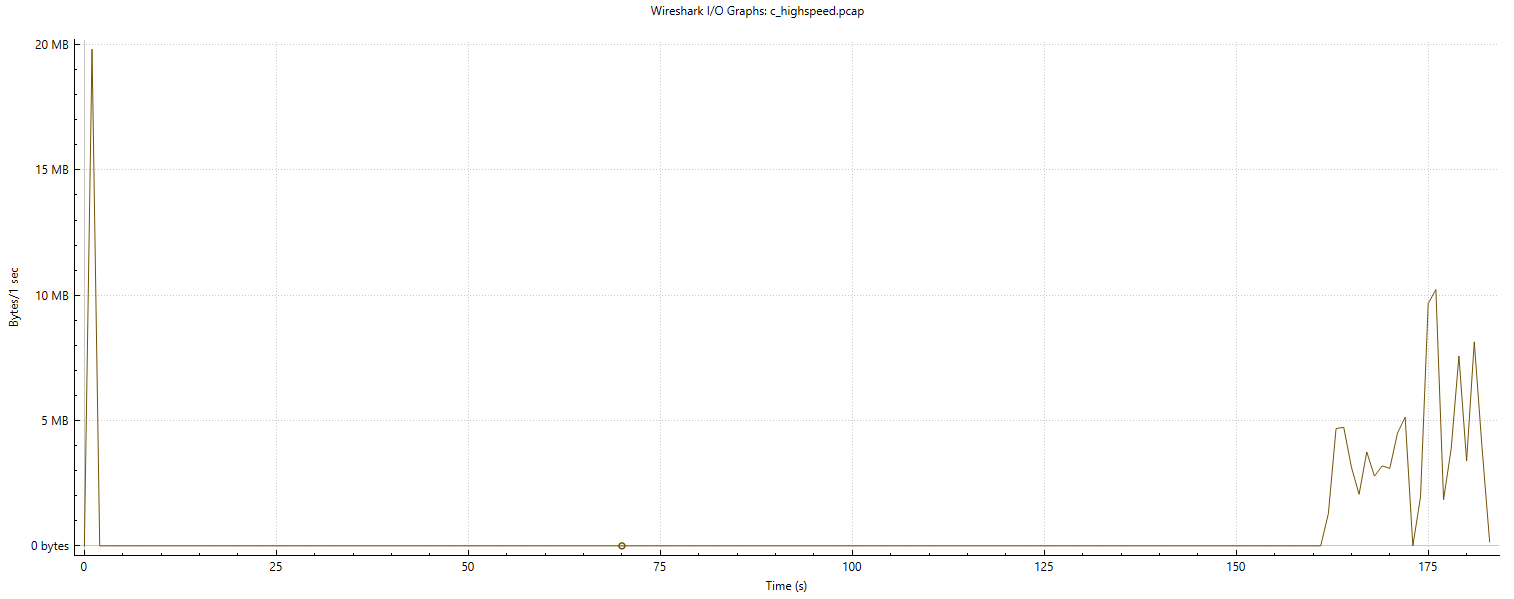 Wireshark I/O Graphs: c_highspeed.pcap
20 MB
15 MB
10 MB
5 MB
0 bytes
Bytes/1 sec
0 25 50 75 100 125 150 175
Time (s)